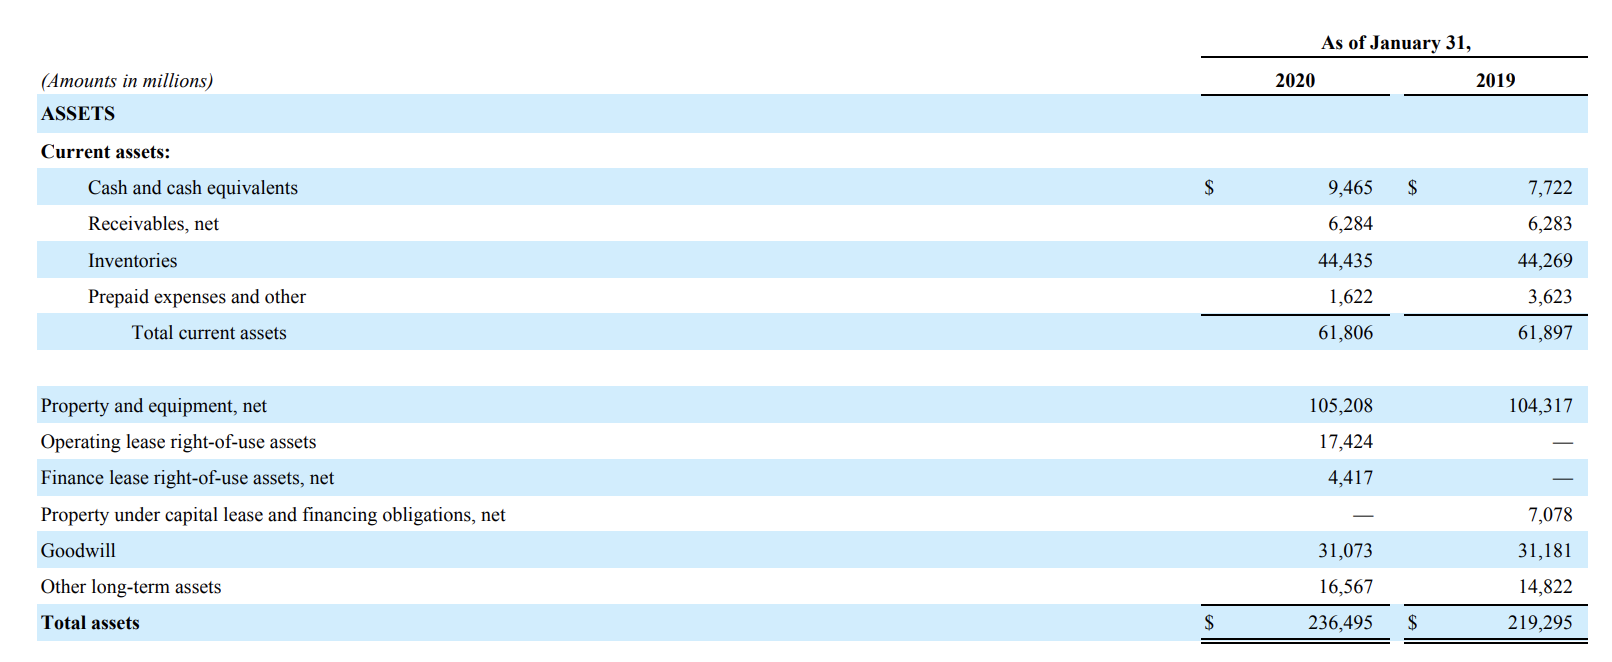 As of January 31,
(Amounts in millions) 2020 2019
ASSETS
Current assets:
Cash and cash equivalents $ 9,465 $ 7,722
Receivables, net 6,284 6,283
Inventories 44,435 44,269
Prepaid expenses and other 1,622 3,623
Total current assets 61,806 61,897
Property and equipment, net 105,208 104,317
Operating lease right-of-use assets 17,424 —
Finance lease right-of-use assets, net 4,417 —
Property under capital lease and financing obligations, net — 7,078
Goodwill 31,073 31,181
Other long-term assets 16,567 14,822
Total assets $ 236,495 $ 219,295